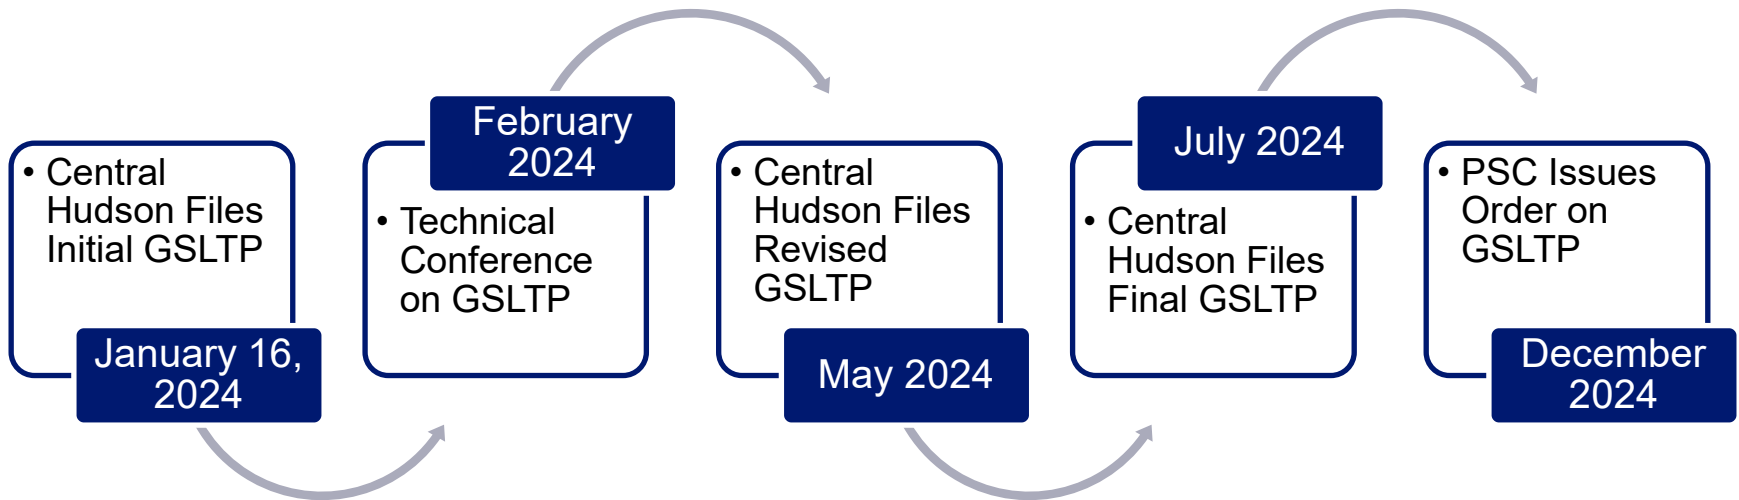 • Central
Hudson Files
Initial GSLTP
January 16,
2024
February
2024
• Technical
Conference
on GSLTP
• Central
Hudson Files
Revised
GSLTP
May 2024
July 2024
• Central
Hudson Files
Final GSLTP
• PSC Issues
Order on
GSLTP
December
2024